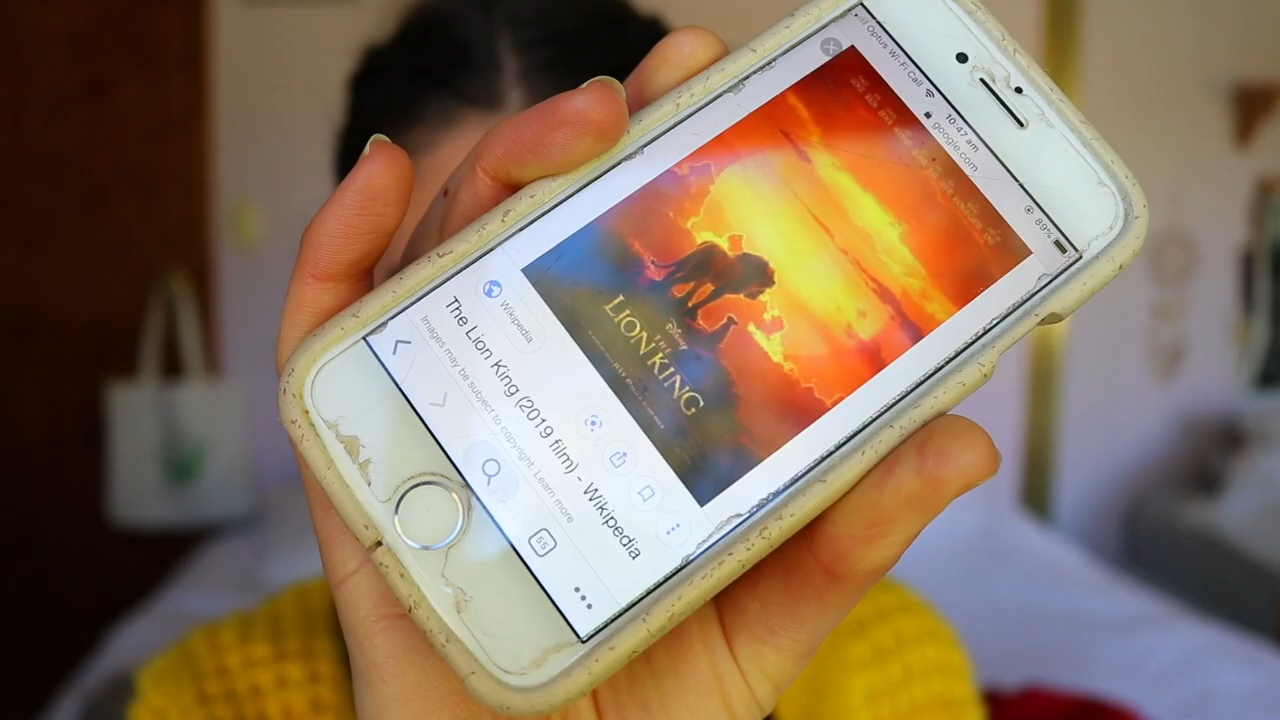 Optus Wi-Fi Call
10:47 am
89%
google.com
Disney
THE
LION KING
Wikipedia
The Lion King (2019 film) - Wikipedia
Images may be subject to copyright. Learn more
55